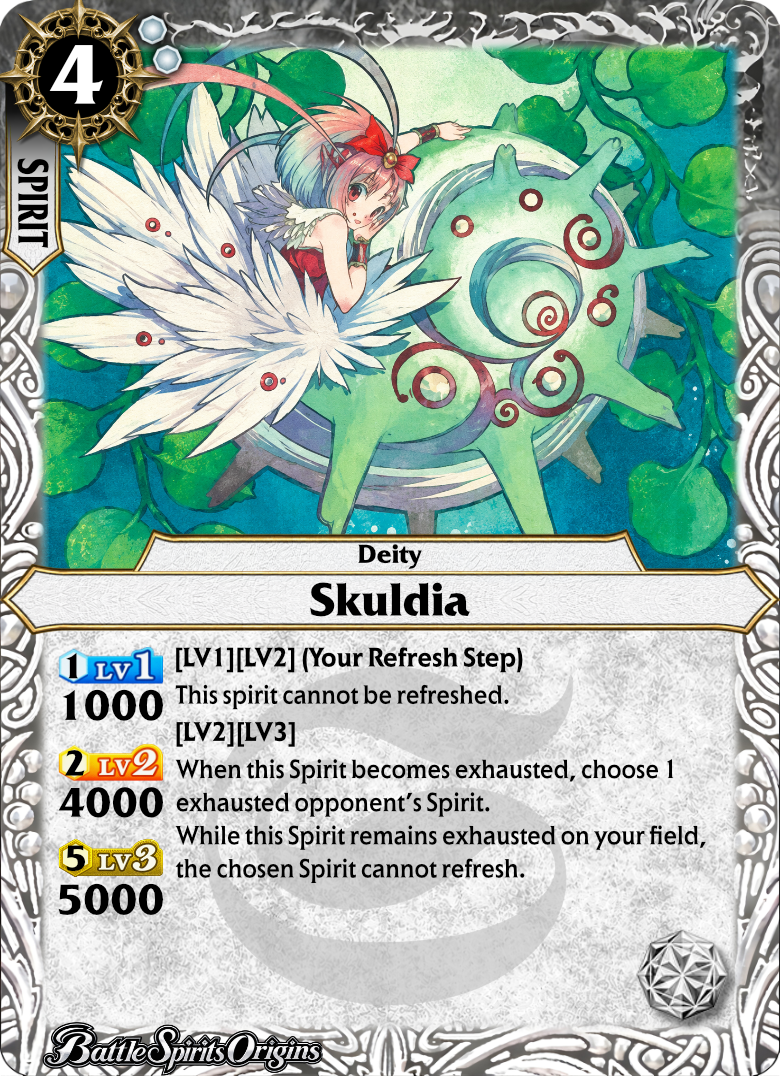 4
SPIRIT
Deity
Skuldia
1 LV1
1000
2 LV2
4000
5 LV3
5000
[LV1][LV2] (Your Refresh Step)
This spirit cannot be refreshed.
[LV2][LV3]
When this Spirit becomes exhausted, choose 1
exhausted opponent's Spirit.
While this Spirit remains exhausted on your field,
the chosen Spirit cannot refresh.
Battle Spirits Origins